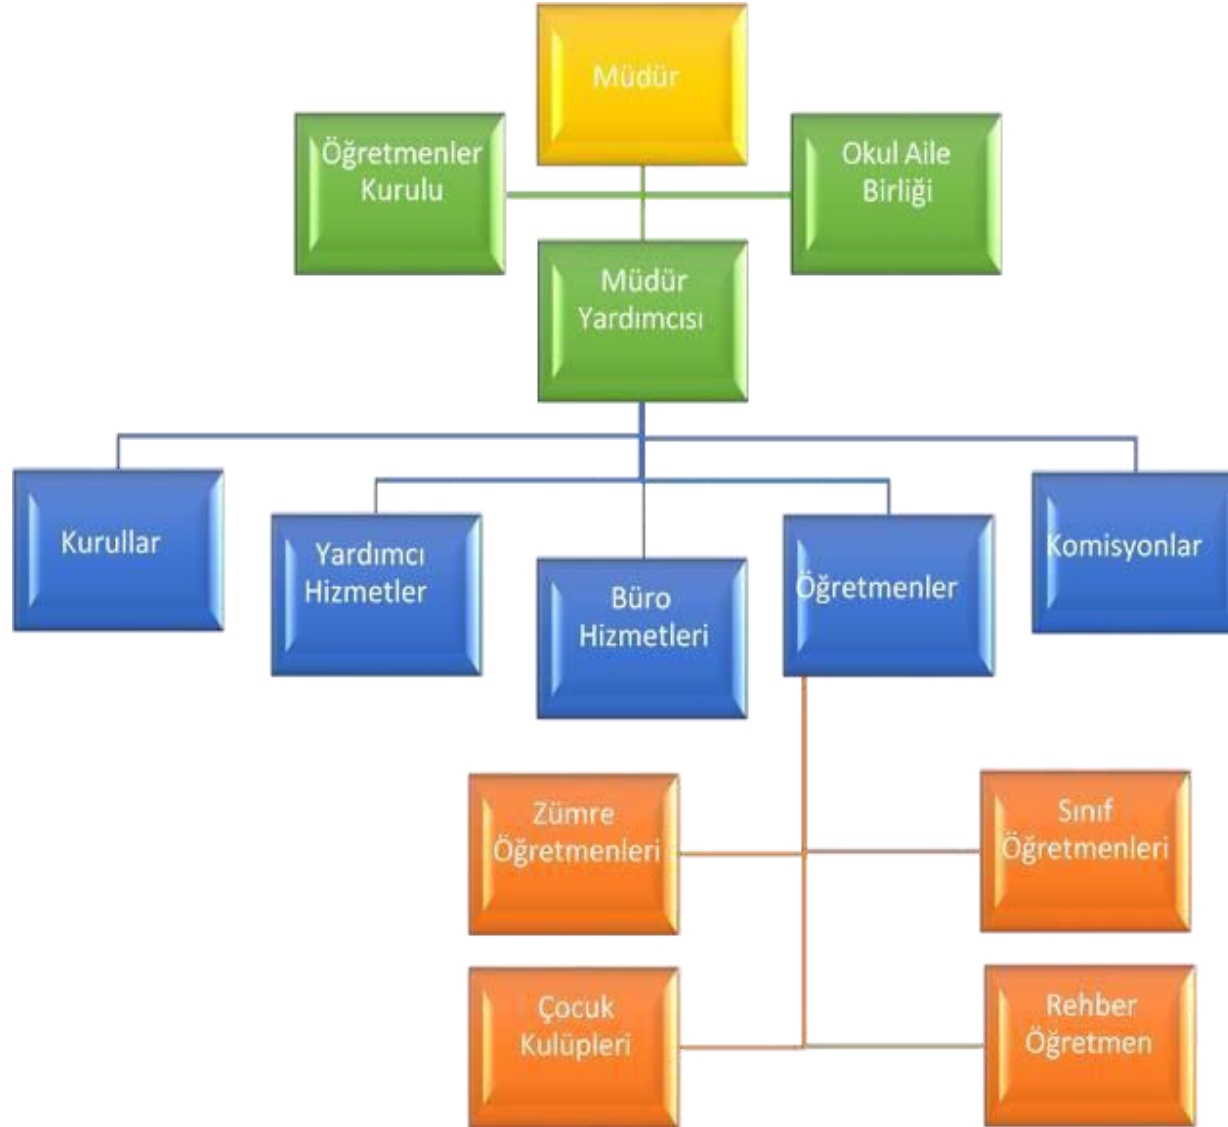 Müdür
Öğretmenler
Kurulu
Okul Aile
Birliği
Müdür
Yardımcısı
Kurullar
Yardımcı
Hizmetler
Büro
Hizmetleri
Öğretmenler
Komisyonlar
Zümre
Öğretmenleri
Sınıf
Öğretmenleri
Çocuk
Kulüpleri
Rehber
Öğretmen